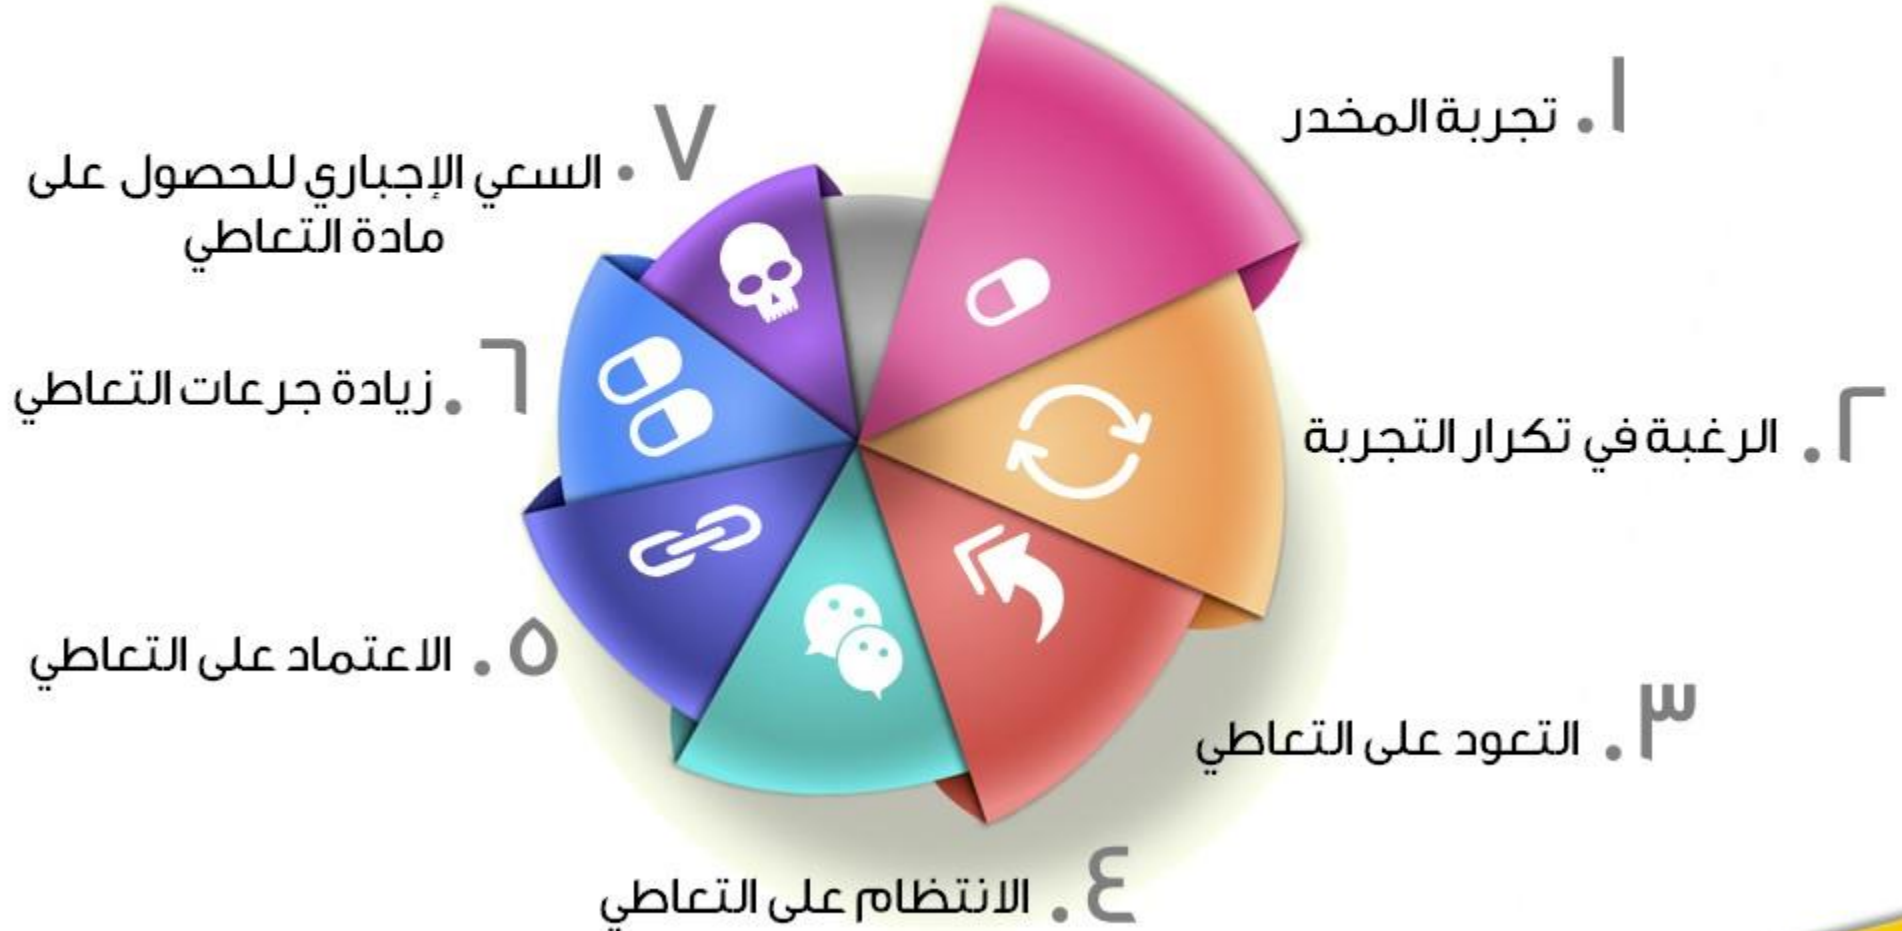 ١. تجربة المخدر
٢. الرغبة في تكرار التجربة
٣. التعود على التعاطي
٤. الانتظام على التعاطي
٥. الاعتماد على التعاطي
٦. زيادة جرعات التعاطي
٧. السعي الإجباري للحصول على
مادة التعاطي